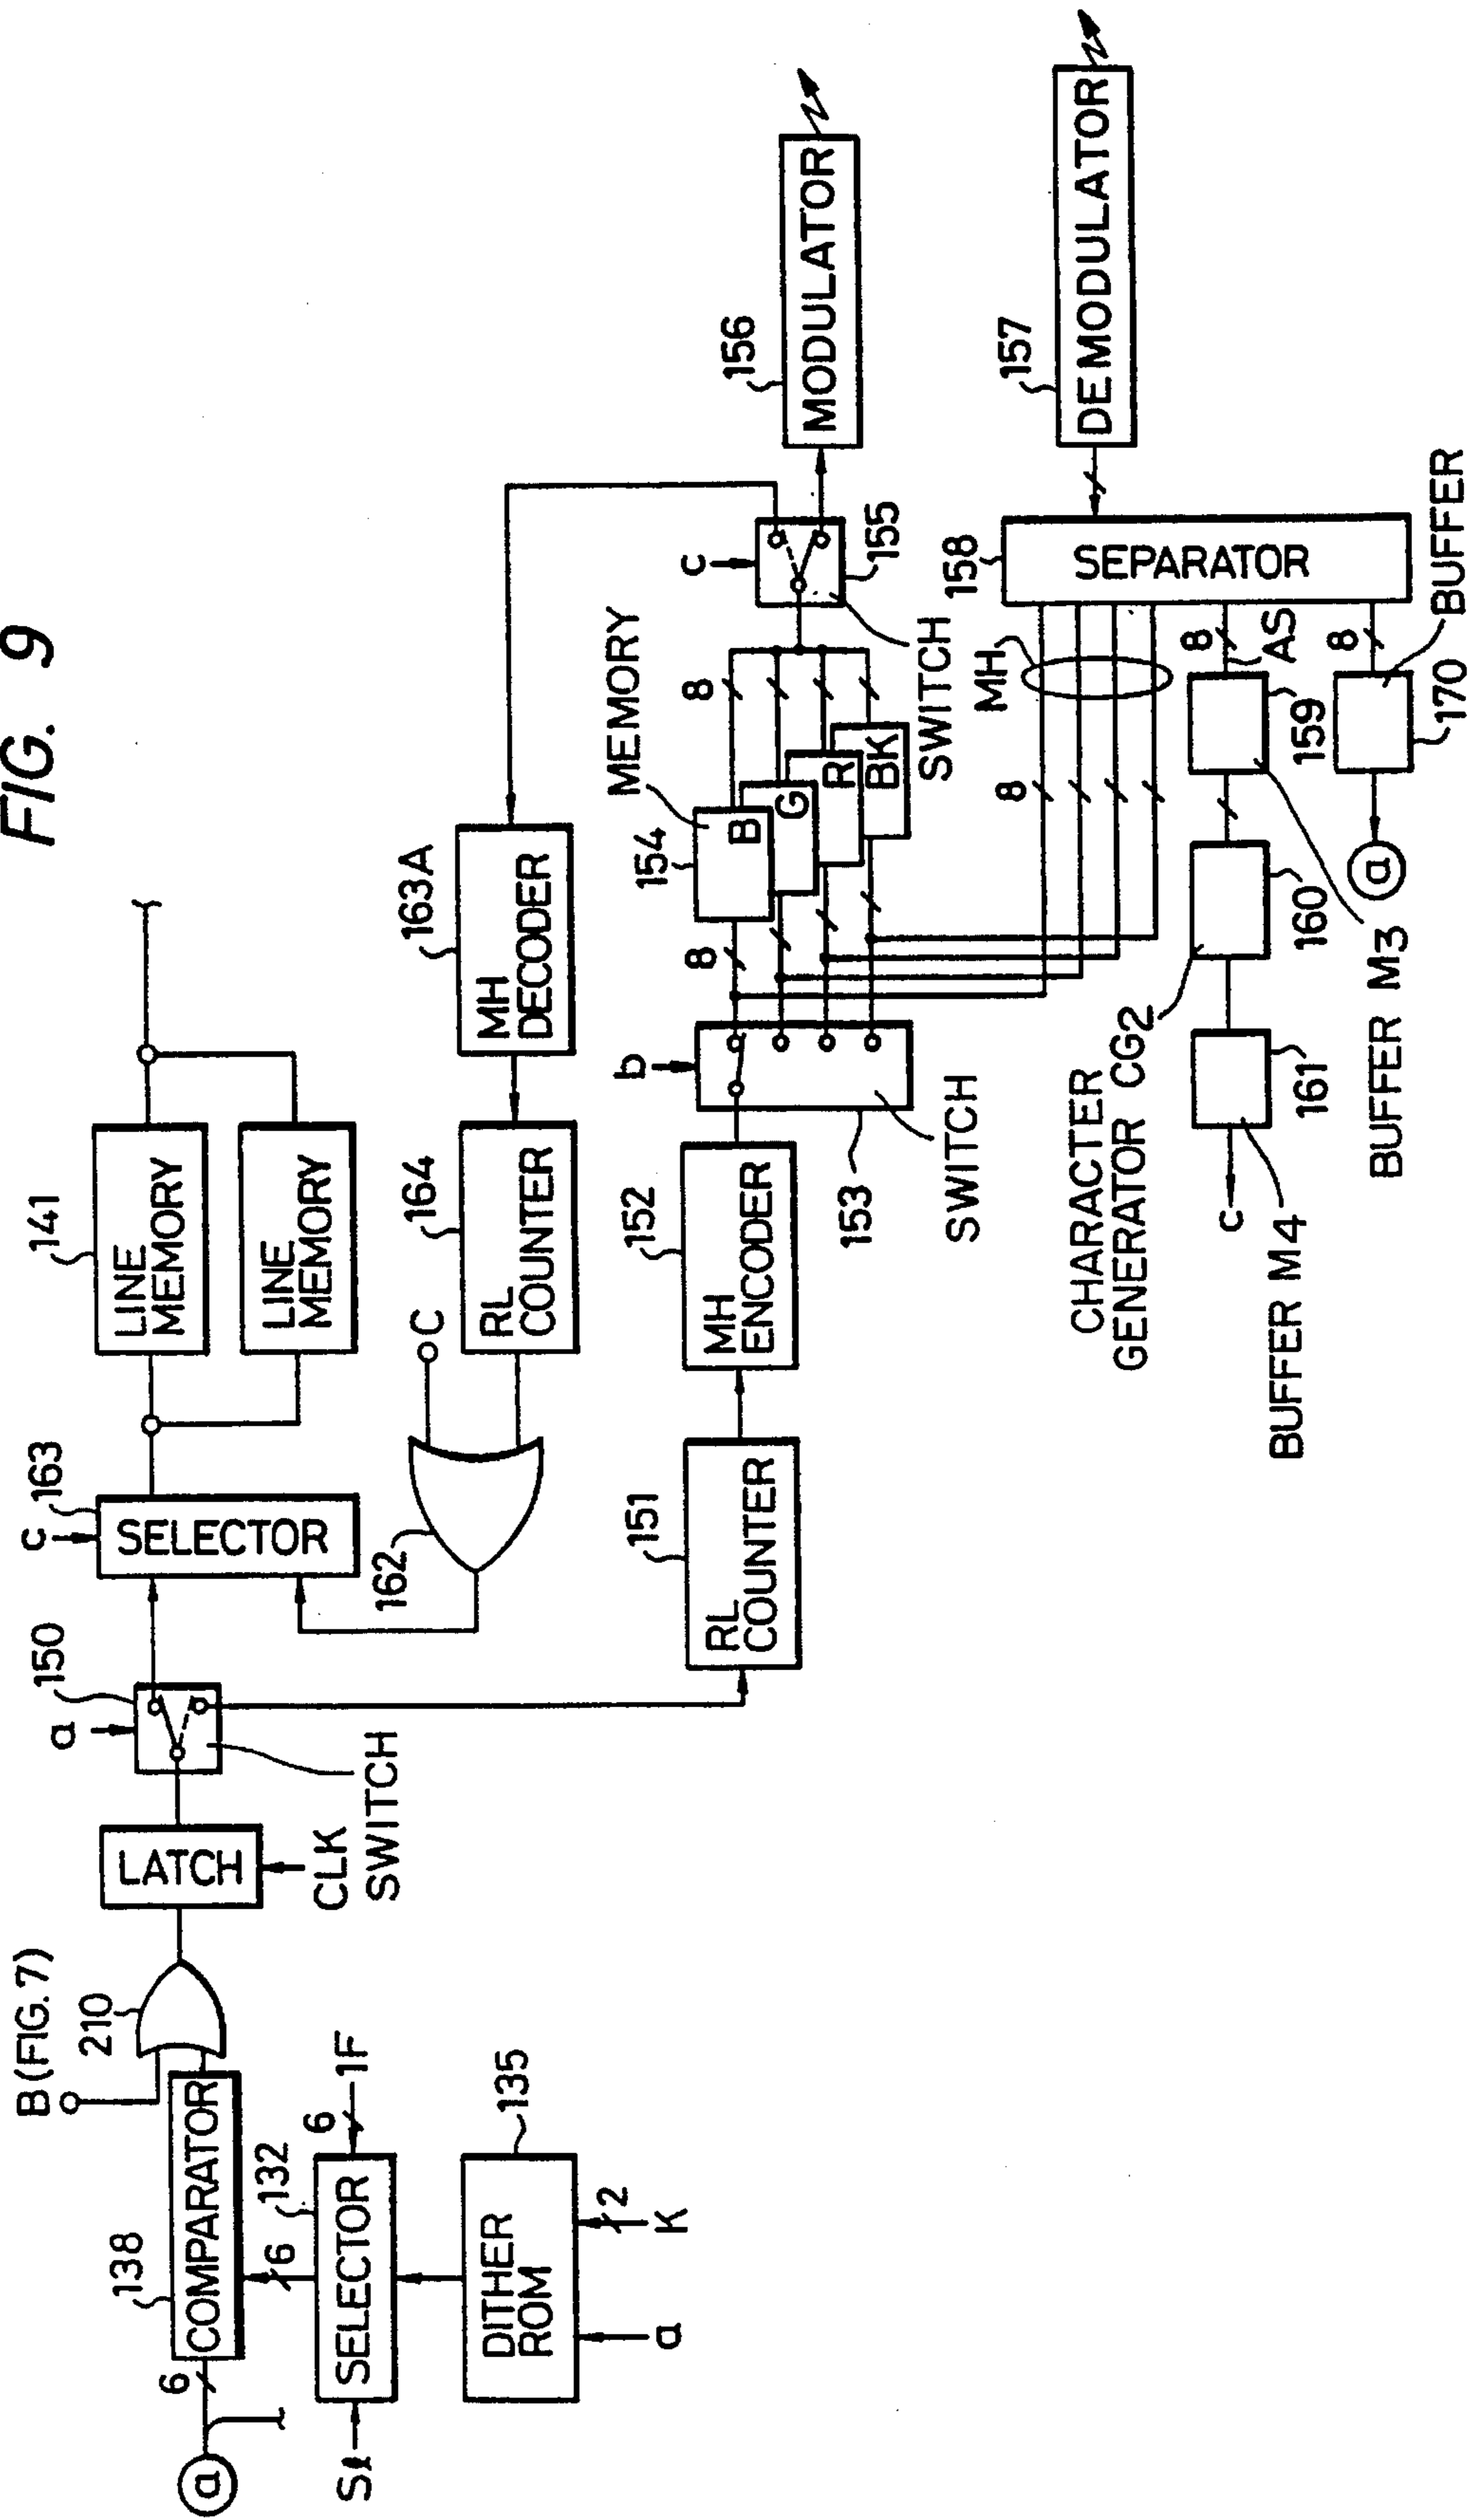 FIG. 9
B (FIG. 7)
210
138
COMPARATOR
6
a
6
132
SELECTOR
Sl
6
1F
135
DITHER
ROM
a
2
K
LATCH
CLK
a
150
SWITCH
c
163
SELECTOR
141
LINE
MEMORY
LINE
MEMORY
162
C
164
RL
COUNTER
163A
MH
DECODER
151
RL
COUNTER
152
MH
ENCODER
b
153
SWITCH
8
154
MEMORY
B
G
R
BK
8
c
155
SWITCH
156
MODULATOR
157
DEMODULATOR
158
SEPARATOR
MH
8
8
AS
8
159
BUFFER M3
160
CHARACTER
GENERATOR CG2
161
BUFFER M4
c
170
BUFFER
a